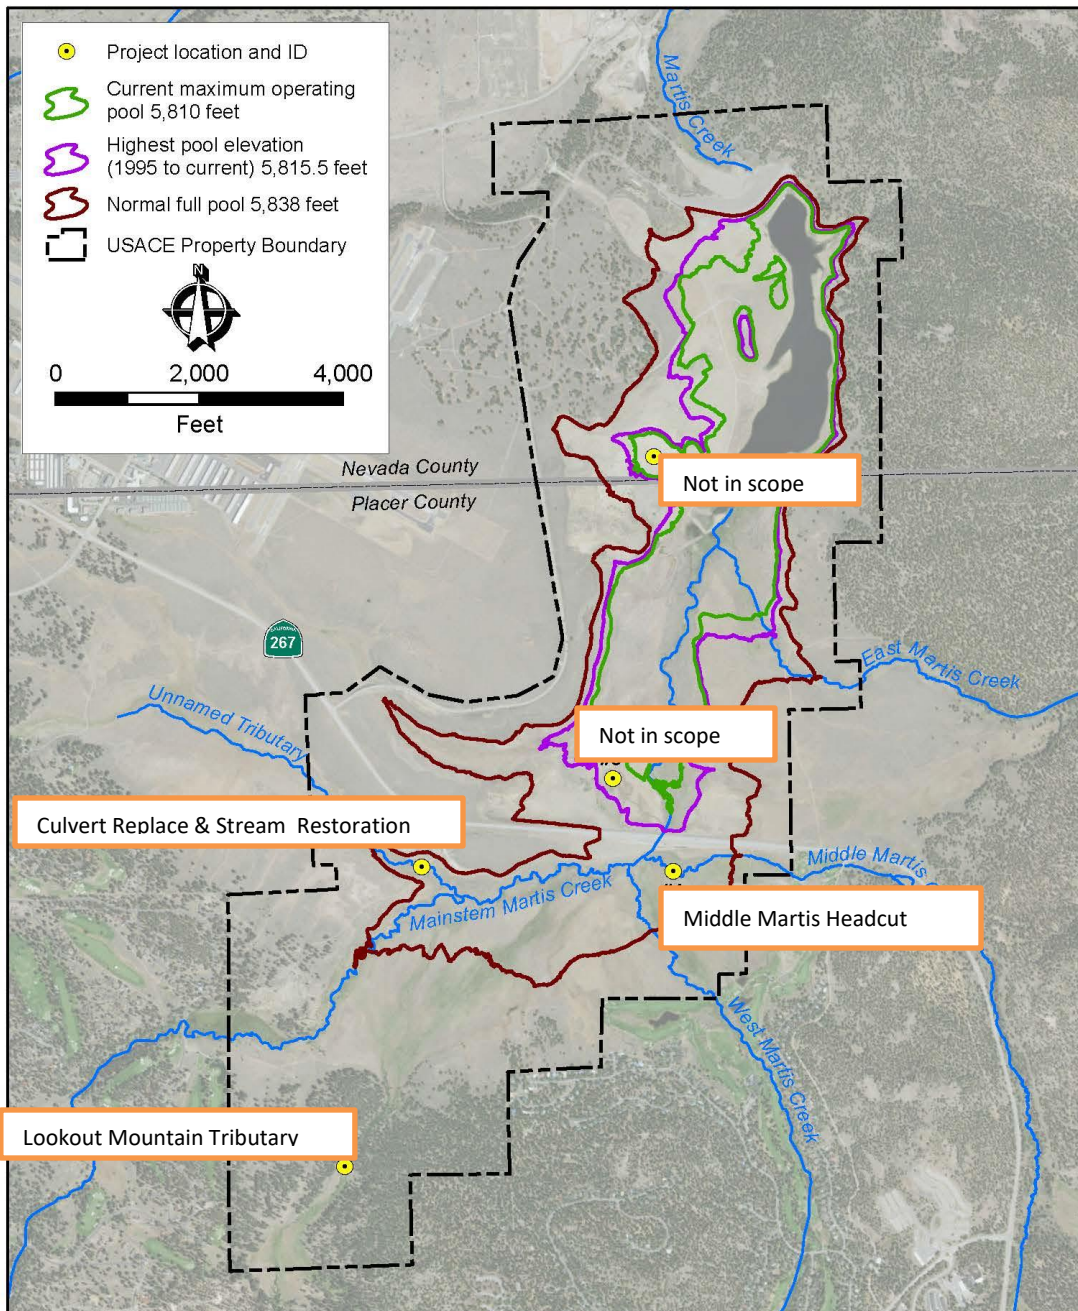 Project location and ID
Current maximum operating
pool 5,810 feet
Highest pool elevation
(1995 to current) 5,815.5 feet
Normal full pool 5,838 feet
USACE Property Boundary
N
0 2,000 4,000
Feet
Martis Creek
Nevada County
Placer County
Not in scope
CALIFORNIA
267
Unnamed Tributary
East Martis Creek
Not in scope
Culvert Replace & Stream Restoration
Middle Martis
Mainstem Martis Creek
Middle Martis Headcut
West Martis Creek
Lookout Mountain Tributary